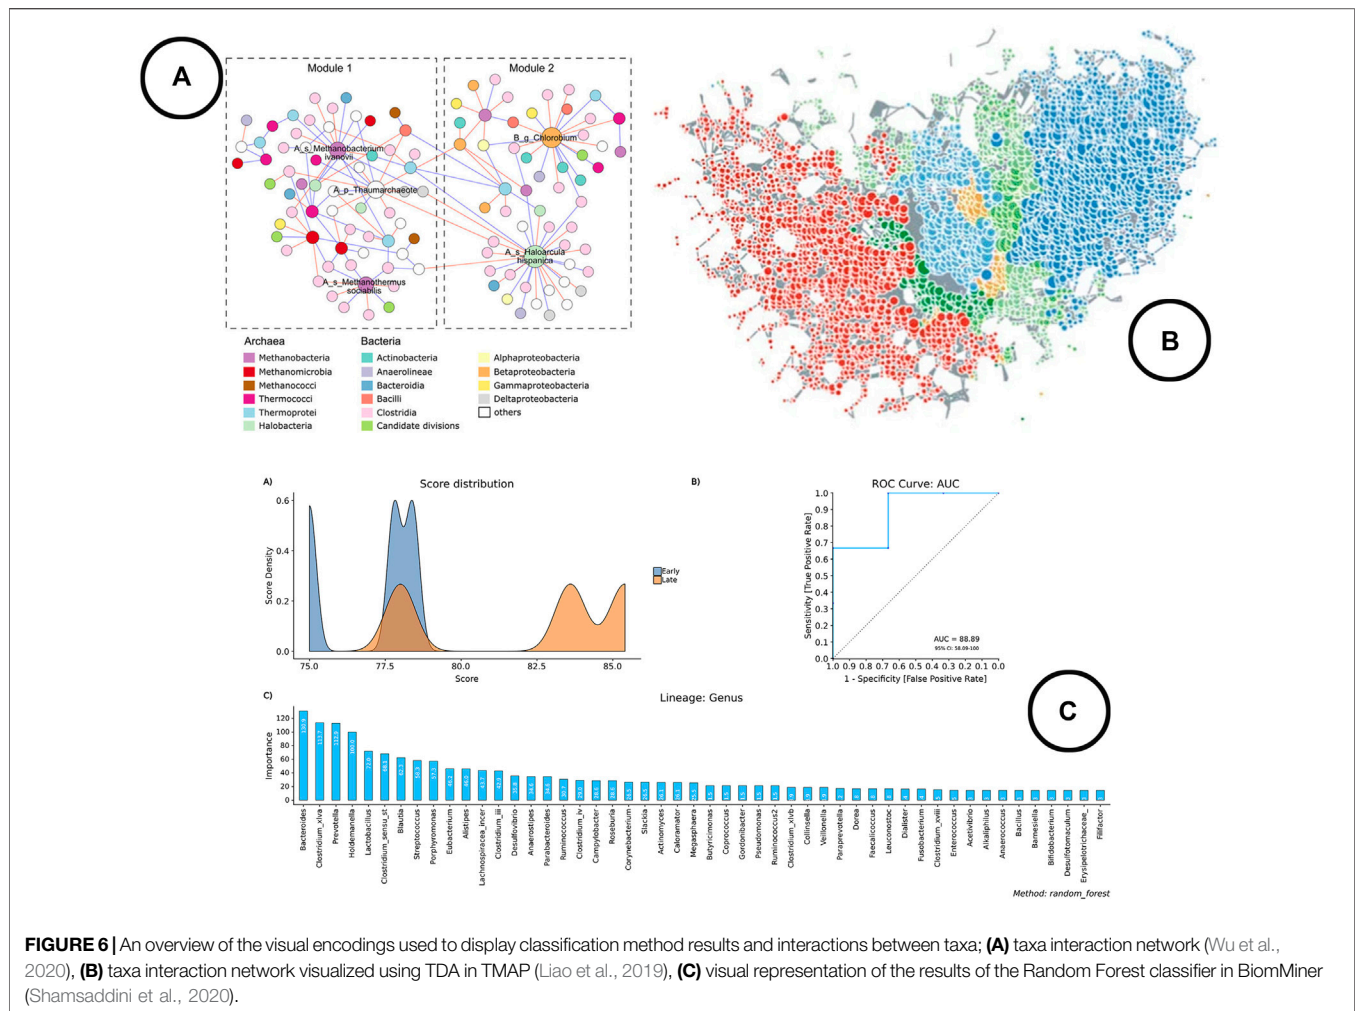 A
Module 1
Module 2
B_g_Chlorobium
A_s_Methanobacterium
ivanovii
A_p_Thaumarchaeote
A_s_Haloarcula
hispanica
A_s_Methanothermus
sociabilis
Archaea
Methanobacteria
Methanomicrobia
Methanococci
Thermococci
Thermoprotei
Halobacteria
Bacteria
Actinobacteria
Anaerolineae
Bacteroidia
Bacilli
Clostridia
Candidate divisions
Alphaproteobacteria
Betaproteobacteria
Gammaproteobacteria
Deltaproteobacteria
others
B
A)
Score distribution
Score Density
0.6
0.4
0.2
0.0
75.0 77.5 80.0 82.5 85.0
Score
Early
Late
B)
ROC Curve: AUC
Sensitivity [True Positive Rate]
1.0
0.9
0.8
0.7
0.6
0.5
0.4
0.3
0.2
0.1
0.0
AUC = 88.89
95% CI: 58.09-100
1.0 0.9 0.8 0.7 0.6 0.5 0.4 0.3 0.2 0.1 0.0
1 - Specificity [False Positive Rate]
C
C)
Lineage: Genus
Importance
120
100
80
60
40
20
0
Bacteroides
Clostridium_xlva
Prevotella
Holdemanella
Lactobacillus
Clostridium_sensu_st
Blautia
Streptococcus
Porphyromonas
Eubacterium
Alistipes
Lachnospiracea_incer
Clostridium_iii
Desulfovibrio
Anaerostipes
Parabacteroides
Ruminococcus
Clostridium_iv
Campylobacter
Roseburia
Corynebacterium
Slackia
Actinomyces
Caloramator
Megasphaera
Butyricimonas
Coprococcus
Gordonibacter
Pseudomonas
Ruminococcus2
Clostridium_xlvb
Collinsella
Veillonella
Paraprevotella
Dorea
Faecalicoccus
Leuconostoc
Dialister
Fusobacterium
Clostridium_xviii
Enterococcus
Acetivibrio
Alkaliphilus
Anaerococcus
Bacillus
Barnesiella
Bifidobacterium
Desulfotomaculum
Erysipelotrichaceae_
Filifactor
Method: random_forest
FIGURE 6 | An overview of the visual encodings used to display classification method results and interactions between taxa; (A) taxa interaction network (Wu et al.,
2020), (B) taxa interaction network visualized using TDA in TMAP (Liao et al., 2019), (C) visual representation of the results of the Random Forest classifier in BiomMiner
(Shamsaddini et al., 2020).